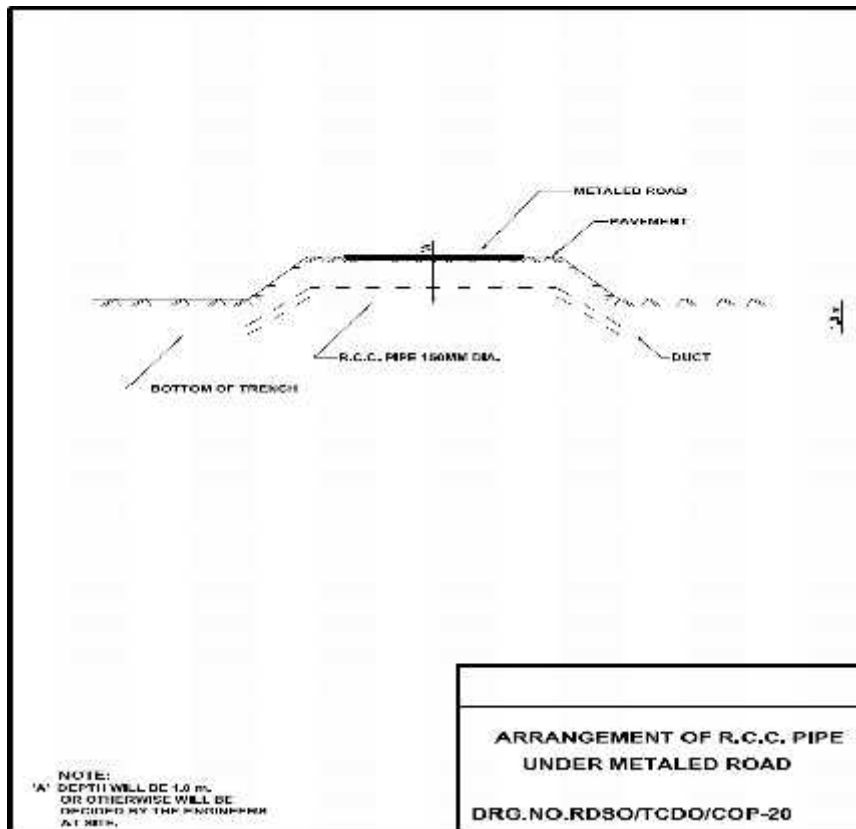 METALED ROAD
PAVEMENT
R.C.C. PIPE 150MM DIA.
DUCT
BOTTOM OF TRENCH
ARRANGEMENT OF R.C.C. PIPE
UNDER METALED ROAD
DRG.NO.RDSO/TCDO/COP-20
NOTE:
'A' DEPTH WILL BE 1.0 m.
OR OTHERWISE WILL BE
DECIDED BY THE ENGINEERS
AT SITE.